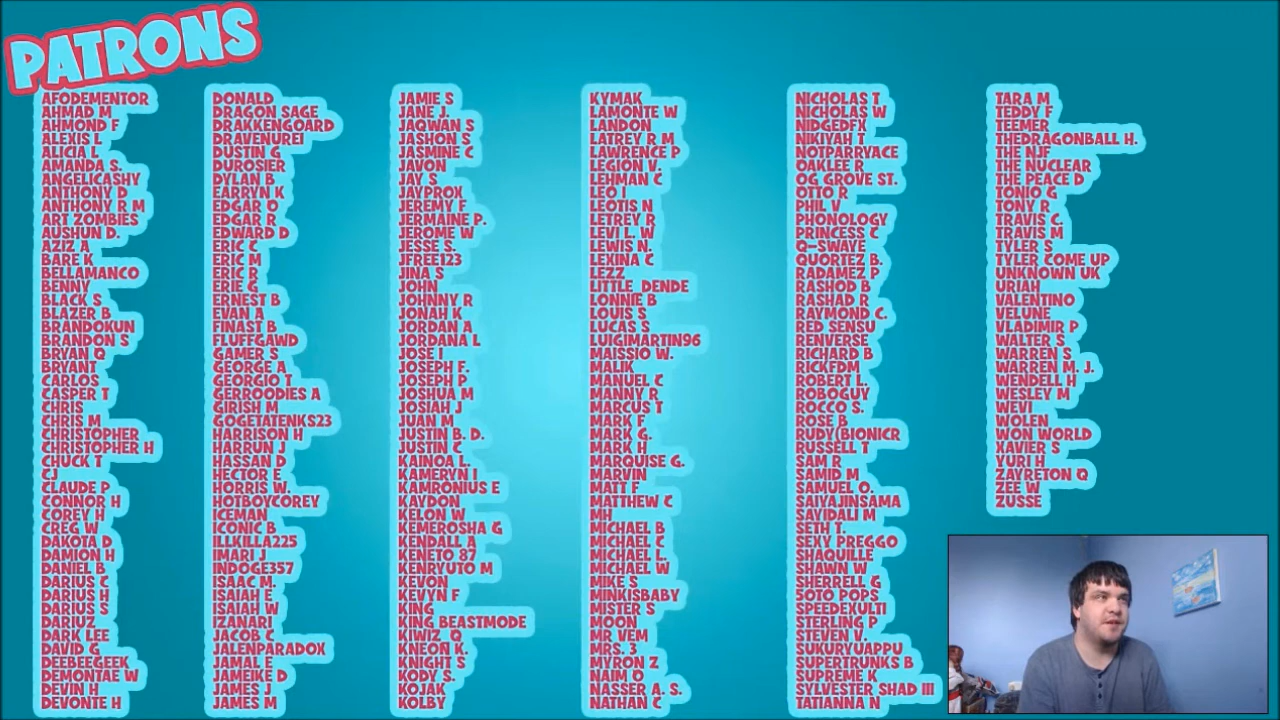 PATRONS
AFODEMENTOR
AHMAD M
AHMOND F
ALEXIS L
ALICIA L
AMANDA S.
ANGELICASHY
ANTHONY D
ANTHONY R M
ART ZOMBIES
AUSHUN D.
AZIZ A
BARE K
BELLAMANCO
BENNY
BLACK S
BLAZER B
BRANDOKUN
BRANDON S
BRYAN Q
BRYANT
CARLOS
CASPER T
CHRIS
CHRIS M
CHRISTOPHER
CHRISTOPHER H
CHUCK T
CJ
CLAUDE P
CONNOR H
COREY H
CREG W
DAKOTA D
DAMION H
DANIEL B
DARIUS C
DARIUS H
DARIUS S
DARIUZ
DARK LEE
DAVID G
DEEBEEGEEK
DEMONTAE W
DEVIN H
DEVONTE H
DONALD
DRAGON SAGE
DRAKKENGOARD
DRAVENUREI
DUSTIN G
DUROSIER
DYLAN B
EARRYN K
EDGAR O
EDGAR R
EDWARD D
ERIC C
ERIC M
ERIC R
ERIE G
ERNEST B
EVAN A
FINAST B
FLUFFGAWD
GAMER S
GEORGE A
GEORGIO T
GERROODIES A
GIRISH M
GOGETATENKS23
HARRISON H
HARRUN J
HASSAN D
HECTOR E
HORRIS W.
HOTBOYCOREY
ICEMAN
ICONIC B
ILLKILLA225
IMARI J
INDOGE357
ISAAC M.
ISAIAH E
ISAIAH W
IZANARI
JACOB C
JALENPARADOX
JAMAL E
JAMEIKE D
JAMES J
JAMES M
JAMIE S
JANE J.
JAQWAN S
JASHON S
JASMINE C
JAVON
JAY S
JAYPROX
JEREMY F
JERMAINE P.
JEROME W
JESSE S.
JFREE123
JINA S
JOHN
JOHNNY R
JONAH K
JORDAN A
JORDANA L
JOSE I
JOSEPH F.
JOSEPH P
JOSHUA M
JOSIAH J
JUAN M
JUSTIN B. D.
JUSTIN C
KAINOA L.
KAMERYN I
KAMRONIUS E
KAYDON
KELON W
KEMEROSHA G
KENDALL A
KENETO 87
KENRYUTO M
KEVON
KEVYN F
KING
KING BEASTMODE
KIWIZ_Q
KNEON K.
KNIGHT S
KODY S.
KOJAK
KOLBY
KYMAK
LAMONTE W
LANDON
LATREY R M
LAWRENCE P
LEGION V.
LEHMAN C
LEO I
LEOTIS N
LETREY R
LEVI L. W
LEWIS N.
LEXINA C
LEZZ
LITTLE_DENDE
LONNIE B
LOUIS S
LUCAS S
LUIGIMARTIN96
MAISSIO W.
MALIK
MANUEL C
MANNY R
MARCUS T
MARK F
MARK G.
MARK H
MARQUISE G.
MARVIN
MATT F
MATTHEW C
MH
MICHAEL B
MICHAEL C
MICHAEL L.
MICHAEL W
MIKE S
MINKISBABY
MISTER S
MOON
MR VEM
MRS. 3
MYRON Z
NAIM O
NASSER A. S.
NATHAN C
NICHOLAS T
NICHOLAS W
NIDGEDFX
NIKIYAH T
NOTPARRYACE
OAKLEE R
OG GROVE ST.
OTTO R
PHIL V
PHONOLOGY
PRINCESS C
Q-SWAYE
QUORTEZ B.
RADAMEZ P
RASHOD B
RASHAD R
RAYMOND C.
RED SENSU
RENVERSE
RICHARD B
RICKFDM
ROBERT L.
ROBOGUY
ROCCO S.
ROSE B
RUDY(BIONICR
RUSSELL T
SAM R
SAMID M
SAMUEL O.
SAIYAJINSAMA
SAYIDALI M
SETH T.
SEXY PREGGO
SHAQUILLE
SHAWN W
SHERRELL G
SOTO POPS
SPEEDEXULTI
STERLING P
STEVEN V.
SUKURYUAPPU
SUPERTRUNKS B
SUPREME K
SYLVESTER SHAD III
TATIANNA N
TARA M
TEDDY F
TEEMER
THEDRAGONBALL H.
THE NJF
THE NUCLEAR
THE PEACE D
TONIO G
TONY R
TRAVIS C.
TRAVIS M
TYLER S
TYLER COME UP
UNKNOWN UK
URIAH
VALENTINO
VELUNE
VLADIMIR P
WALTER S
WARREN S
WARREN M. J.
WENDELL H
WESLEY M
WEVI
WOLEN
WON WORLD
XAVIER S
YURI H
ZAYRETON Q
ZEE W
ZUSSE